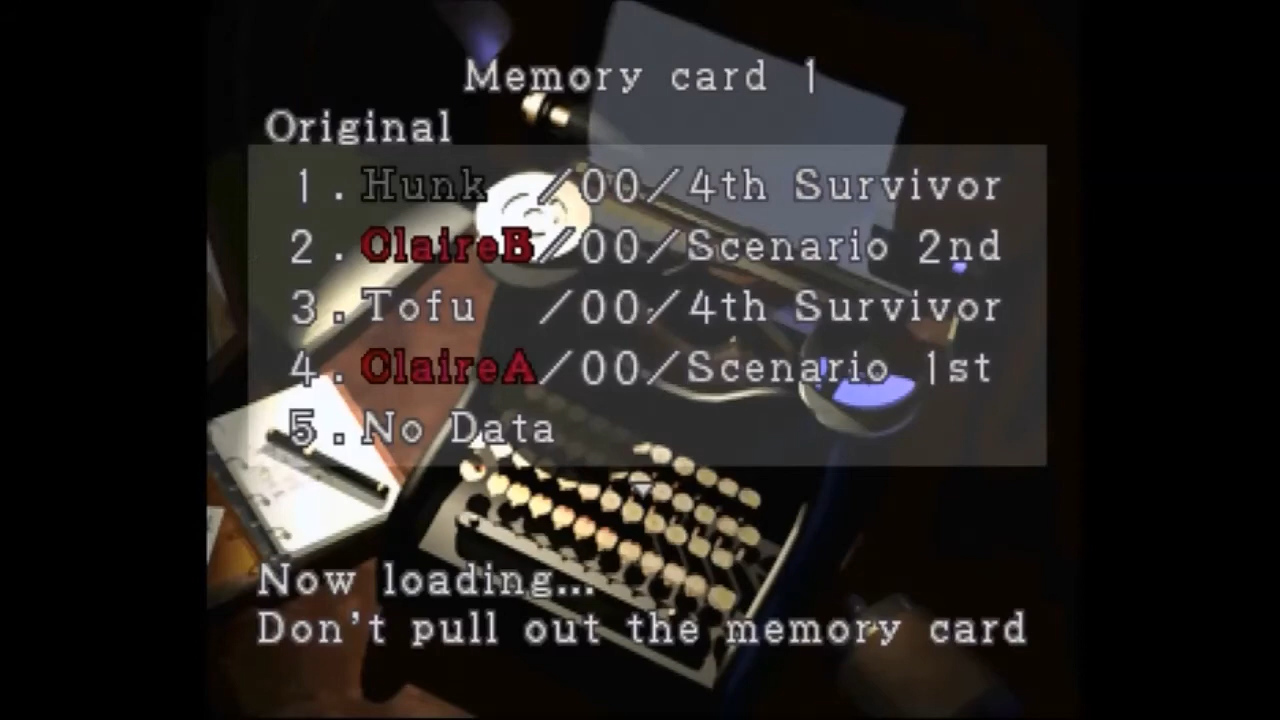 Memory card 1
Original
1.Hunk /00/4th Survivor
2.ClaireB/00/Scenario 2nd
3.Tofu /00/4th Survivor
4.ClaireA/00/Scenario 1st
5.No Data
Now loading...
Don't pull out the memory card